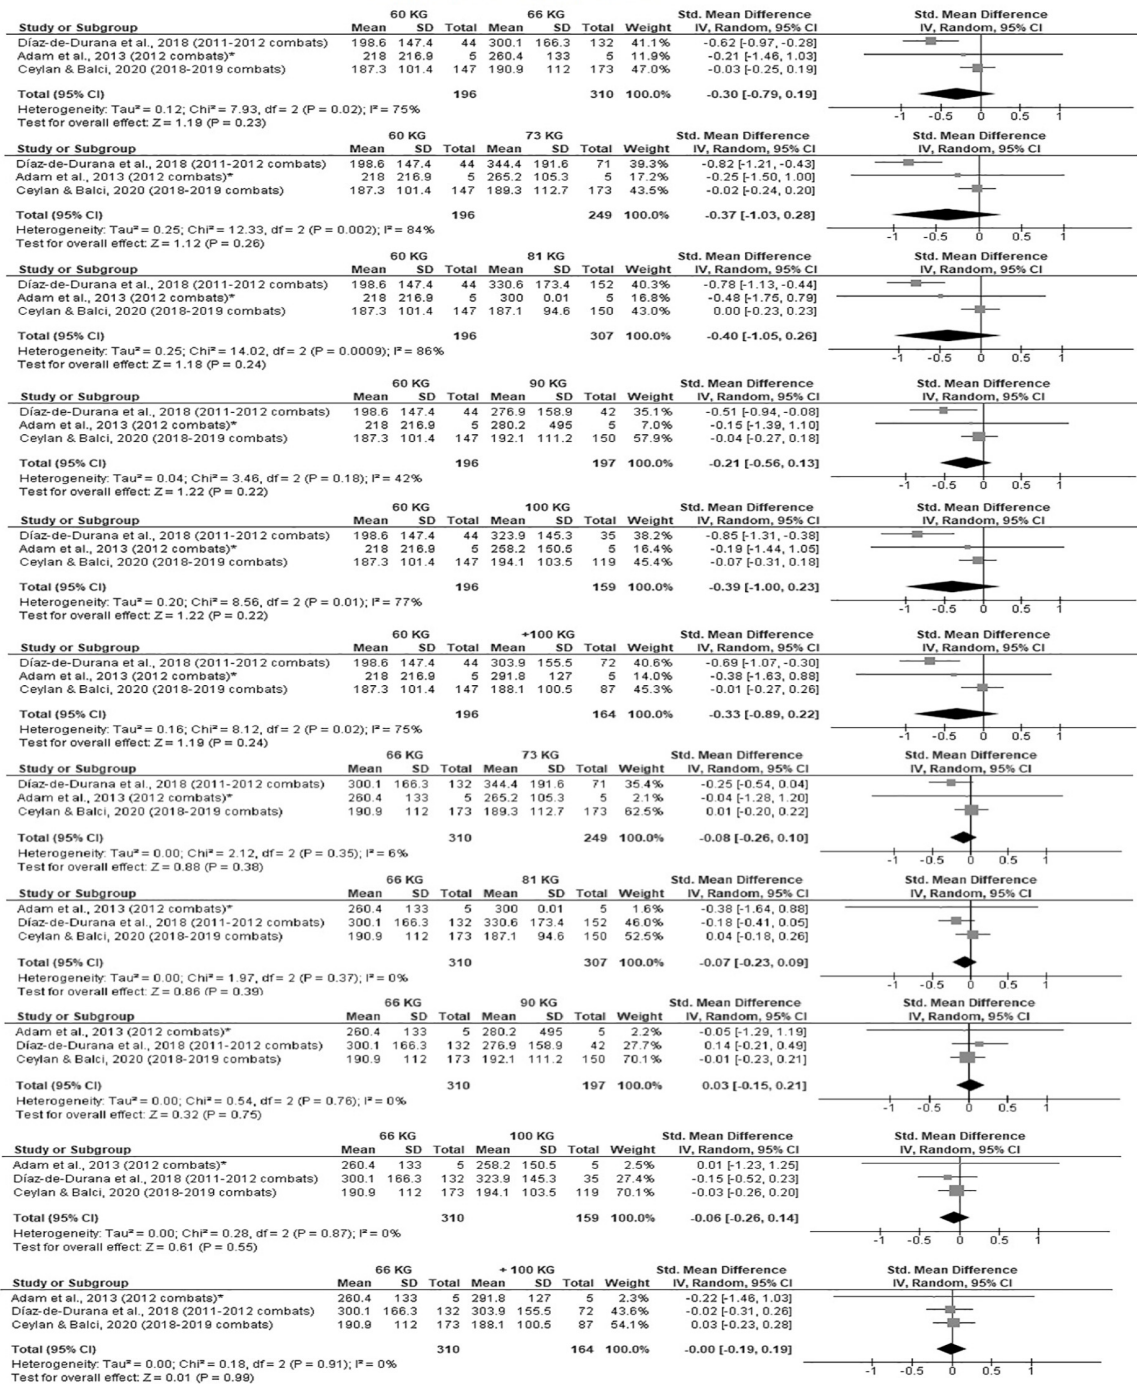 60 KG 66 KG Std. Mean Difference Std. Mean Difference
Study or Subgroup Mean SD Total Mean SD Total Weight IV, Random, 95% CI IV, Random, 95% CI
Díaz-de-Durana et al., 2018 (2011-2012 combats) 198.6 147.4 44 300.1 166.3 132 41.1% -0.62 [-0.97, -0.28]
Adam et al., 2013 (2012 combats)* 218 216.9 5 260.4 133 5 11.9% -0.21 [-1.46, 1.03]
Ceylan & Balci, 2020 (2018-2019 combats) 187.3 101.4 147 190.9 112 173 47.0% -0.03 [-0.25, 0.19]
Total (95% CI) 196 310 100.0% -0.30 [-0.79, 0.19]
Heterogeneity: Tau² = 0.12; Chi² = 7.93, df = 2 (P = 0.02); I² = 75%
Test for overall effect: Z = 1.19 (P = 0.23)
-1 -0.5 0 0.5 1
60 KG 73 KG Std. Mean Difference Std. Mean Difference
Study or Subgroup Mean SD Total Mean SD Total Weight IV, Random, 95% CI IV, Random, 95% CI
Díaz-de-Durana et al., 2018 (2011-2012 combats) 198.6 147.4 44 344.4 191.6 71 39.3% -0.82 [-1.21, -0.43]
Adam et al., 2013 (2012 combats)* 218 216.9 5 265.2 105.3 5 17.2% -0.25 [-1.50, 1.00]
Ceylan & Balci, 2020 (2018-2019 combats) 187.3 101.4 147 189.3 112.7 173 43.5% -0.02 [-0.24, 0.20]
Total (95% CI) 196 249 100.0% -0.37 [-1.03, 0.28]
Heterogeneity: Tau² = 0.25; Chi² = 12.33, df = 2 (P = 0.002); I² = 84%
Test for overall effect: Z = 1.12 (P = 0.26)
-1 -0.5 0 0.5 1
60 KG 81 KG Std. Mean Difference Std. Mean Difference
Study or Subgroup Mean SD Total Mean SD Total Weight IV, Random, 95% CI IV, Random, 95% CI
Díaz-de-Durana et al., 2018 (2011-2012 combats) 198.6 147.4 44 330.6 173.4 152 40.3% -0.78 [-1.13, -0.44]
Adam et al., 2013 (2012 combats)* 218 216.9 5 300 0.01 5 16.8% -0.48 [-1.75, 0.79]
Ceylan & Balci, 2020 (2018-2019 combats) 187.3 101.4 147 187.1 94.6 150 43.0% 0.00 [-0.23, 0.23]
Total (95% CI) 196 307 100.0% -0.40 [-1.05, 0.26]
Heterogeneity: Tau² = 0.25; Chi² = 14.02, df = 2 (P = 0.0009); I² = 86%
Test for overall effect: Z = 1.18 (P = 0.24)
-1 -0.5 0 0.5 1
60 KG 90 KG Std. Mean Difference Std. Mean Difference
Study or Subgroup Mean SD Total Mean SD Total Weight IV, Random, 95% CI IV, Random, 95% CI
Díaz-de-Durana et al., 2018 (2011-2012 combats) 198.6 147.4 44 276.9 158.9 42 35.1% -0.51 [-0.94, -0.08]
Adam et al., 2013 (2012 combats)* 218 216.9 5 280.2 495 5 7.0% -0.15 [-1.39, 1.10]
Ceylan & Balci, 2020 (2018-2019 combats) 187.3 101.4 147 192.1 111.2 150 57.9% -0.04 [-0.27, 0.18]
Total (95% CI) 196 197 100.0% -0.21 [-0.56, 0.13]
Heterogeneity: Tau² = 0.04; Chi² = 3.46, df = 2 (P = 0.18); I² = 42%
Test for overall effect: Z = 1.22 (P = 0.22)
-1 -0.5 0 0.5 1
60 KG 100 KG Std. Mean Difference Std. Mean Difference
Study or Subgroup Mean SD Total Mean SD Total Weight IV, Random, 95% CI IV, Random, 95% CI
Díaz-de-Durana et al., 2018 (2011-2012 combats) 198.6 147.4 44 323.9 145.3 35 38.2% -0.85 [-1.31, -0.38]
Adam et al., 2013 (2012 combats)* 218 216.9 5 258.2 150.5 5 16.4% -0.19 [-1.44, 1.05]
Ceylan & Balci, 2020 (2018-2019 combats) 187.3 101.4 147 194.1 103.5 119 45.4% -0.07 [-0.31, 0.18]
Total (95% CI) 196 159 100.0% -0.39 [-1.00, 0.23]
Heterogeneity: Tau² = 0.20; Chi² = 8.56, df = 2 (P = 0.01); I² = 77%
Test for overall effect: Z = 1.22 (P = 0.22)
-1 -0.5 0 0.5 1
60 KG +100 KG Std. Mean Difference Std. Mean Difference
Study or Subgroup Mean SD Total Mean SD Total Weight IV, Random, 95% CI IV, Random, 95% CI
Díaz-de-Durana et al., 2018 (2011-2012 combats) 198.6 147.4 44 303.9 155.5 72 40.6% -0.69 [-1.07, -0.30]
Adam et al., 2013 (2012 combats)* 218 216.9 5 291.8 127 5 14.0% -0.38 [-1.63, 0.88]
Ceylan & Balci, 2020 (2018-2019 combats) 187.3 101.4 147 188.1 100.5 87 45.3% -0.01 [-0.27, 0.26]
Total (95% CI) 196 164 100.0% -0.33 [-0.89, 0.22]
Heterogeneity: Tau² = 0.16; Chi² = 8.12, df = 2 (P = 0.02); I² = 75%
Test for overall effect: Z = 1.19 (P = 0.24)
-1 -0.5 0 0.5 1
66 KG 73 KG Std. Mean Difference Std. Mean Difference
Study or Subgroup Mean SD Total Mean SD Total Weight IV, Random, 95% CI IV, Random, 95% CI
Díaz-de-Durana et al., 2018 (2011-2012 combats) 300.1 166.3 132 344.4 191.6 71 35.4% -0.25 [-0.54, 0.04]
Adam et al., 2013 (2012 combats)* 260.4 133 5 265.2 105.3 5 2.1% -0.04 [-1.28, 1.20]
Ceylan & Balci, 2020 (2018-2019 combats) 190.9 112 173 189.3 112.7 173 62.5% 0.01 [-0.20, 0.22]
Total (95% CI) 310 249 100.0% -0.08 [-0.26, 0.10]
Heterogeneity: Tau² = 0.00; Chi² = 2.12, df = 2 (P = 0.35); I² = 6%
Test for overall effect: Z = 0.88 (P = 0.38)
-1 -0.5 0 0.5 1
66 KG 81 KG Std. Mean Difference Std. Mean Difference
Study or Subgroup Mean SD Total Mean SD Total Weight IV, Random, 95% CI IV, Random, 95% CI
Adam et al., 2013 (2012 combats)* 260.4 133 5 300 0.01 5 1.6% -0.38 [-1.64, 0.88]
Díaz-de-Durana et al., 2018 (2011-2012 combats) 300.1 166.3 132 330.6 173.4 152 46.0% -0.18 [-0.41, 0.05]
Ceylan & Balci, 2020 (2018-2019 combats) 190.9 112 173 187.1 94.6 150 52.5% 0.04 [-0.18, 0.26]
Total (95% CI) 310 307 100.0% -0.07 [-0.23, 0.09]
Heterogeneity: Tau² = 0.00; Chi² = 1.97, df = 2 (P = 0.37); I² = 0%
Test for overall effect: Z = 0.86 (P = 0.39)
-1 -0.5 0 0.5 1
66 KG 90 KG Std. Mean Difference Std. Mean Difference
Study or Subgroup Mean SD Total Mean SD Total Weight IV, Random, 95% CI IV, Random, 95% CI
Adam et al., 2013 (2012 combats)* 260.4 133 5 280.2 495 5 2.2% -0.05 [-1.29, 1.19]
Díaz-de-Durana et al., 2018 (2011-2012 combats) 300.1 166.3 132 276.9 158.9 42 27.7% 0.14 [-0.21, 0.49]
Ceylan & Balci, 2020 (2018-2019 combats) 190.9 112 173 192.1 111.2 150 70.1% -0.01 [-0.23, 0.21]
Total (95% CI) 310 197 100.0% 0.03 [-0.15, 0.21]
Heterogeneity: Tau² = 0.00; Chi² = 0.54, df = 2 (P = 0.76); I² = 0%
Test for overall effect: Z = 0.32 (P = 0.75)
-1 -0.5 0 0.5 1
66 KG 100 KG Std. Mean Difference Std. Mean Difference
Study or Subgroup Mean SD Total Mean SD Total Weight IV, Random, 95% CI IV, Random, 95% CI
Adam et al., 2013 (2012 combats)* 260.4 133 5 258.2 150.5 5 2.5% 0.01 [-1.23, 1.25]
Díaz-de-Durana et al., 2018 (2011-2012 combats) 300.1 166.3 132 323.9 145.3 35 27.4% -0.15 [-0.52, 0.23]
Ceylan & Balci, 2020 (2018-2019 combats) 190.9 112 173 194.1 103.5 119 70.1% -0.03 [-0.26, 0.20]
Total (95% CI) 310 159 100.0% -0.06 [-0.26, 0.14]
Heterogeneity: Tau² = 0.00; Chi² = 0.28, df = 2 (P = 0.87); I² = 0%
Test for overall effect: Z = 0.61 (P = 0.55)
-1 -0.5 0 0.5 1
66 KG + 100 KG Std. Mean Difference Std. Mean Difference
Study or Subgroup Mean SD Total Mean SD Total Weight IV, Random, 95% CI IV, Random, 95% CI
Adam et al., 2013 (2012 combats)* 260.4 133 5 291.8 127 5 2.3% -0.22 [-1.46, 1.03]
Díaz-de-Durana et al., 2018 (2011-2012 combats) 300.1 166.3 132 303.9 155.5 72 43.6% -0.02 [-0.31, 0.26]
Ceylan & Balci, 2020 (2018-2019 combats) 190.9 112 173 188.1 100.5 87 54.1% 0.03 [-0.23, 0.28]
Total (95% CI) 310 164 100.0% -0.00 [-0.19, 0.19]
Heterogeneity: Tau² = 0.00; Chi² = 0.18, df = 2 (P = 0.91); I² = 0%
Test for overall effect: Z = 0.01 (P = 0.99)
-1 -0.5 0 0.5 1